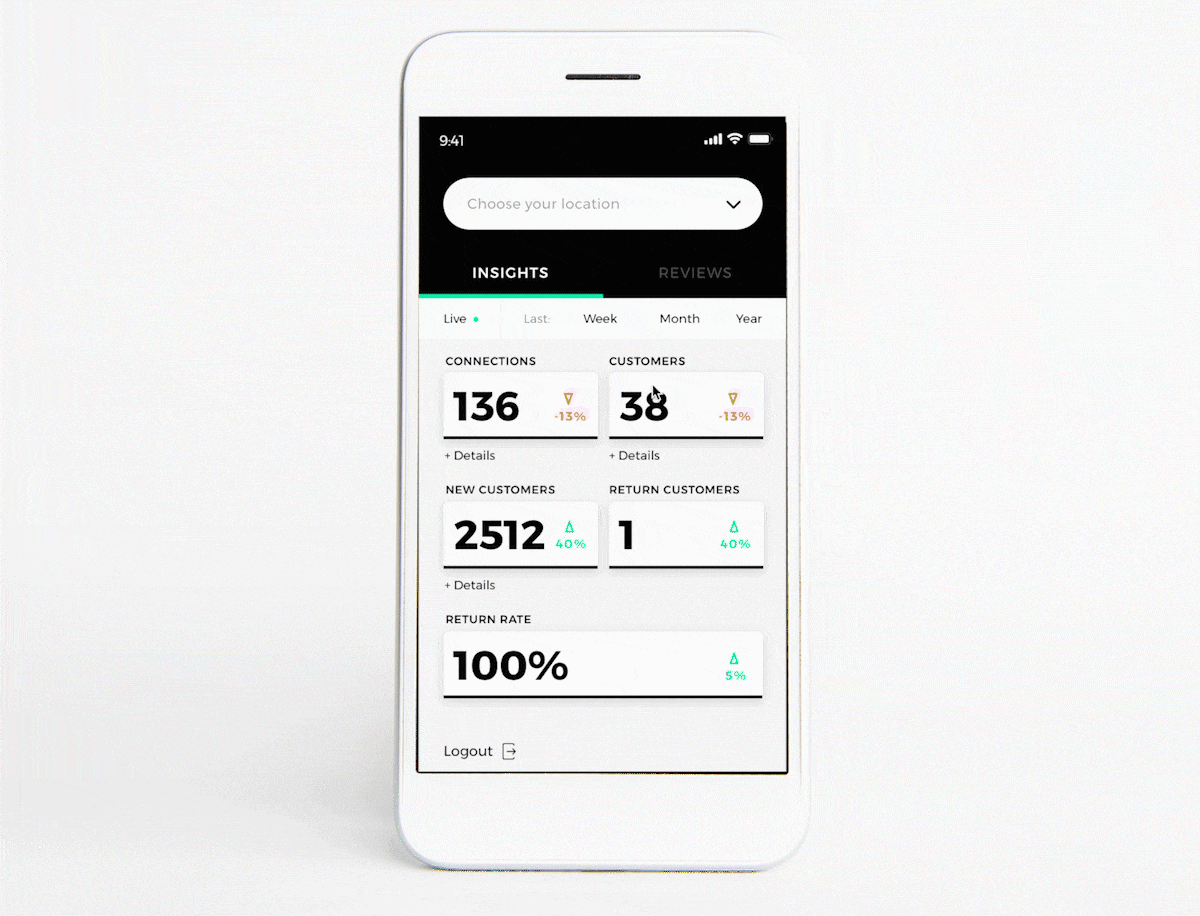 9:41
Choose your location
INSIGHTS REVIEWS
Live Last: Week Month Year
CONNECTIONS CUSTOMERS
136 -13% 38 -13%
+ Details + Details
NEW CUSTOMERS RETURN CUSTOMERS
2512 40% 1 40%
+ Details
RETURN RATE
100% 5%
Logout